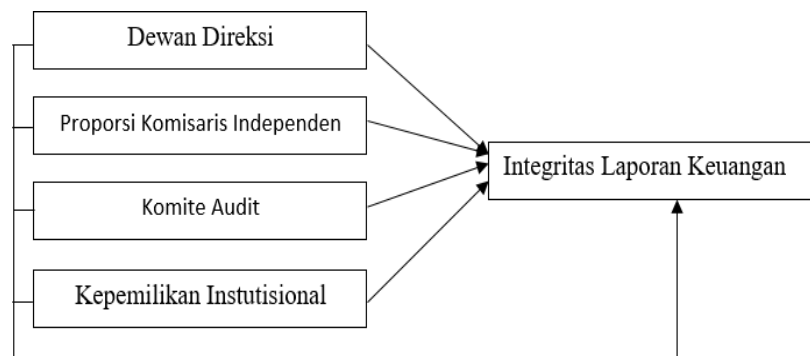 Dewan Direksi
Proporsi Komisaris Independen
Integritas Laporan Keuangan
Komite Audit
Kepemilikan Instutisional